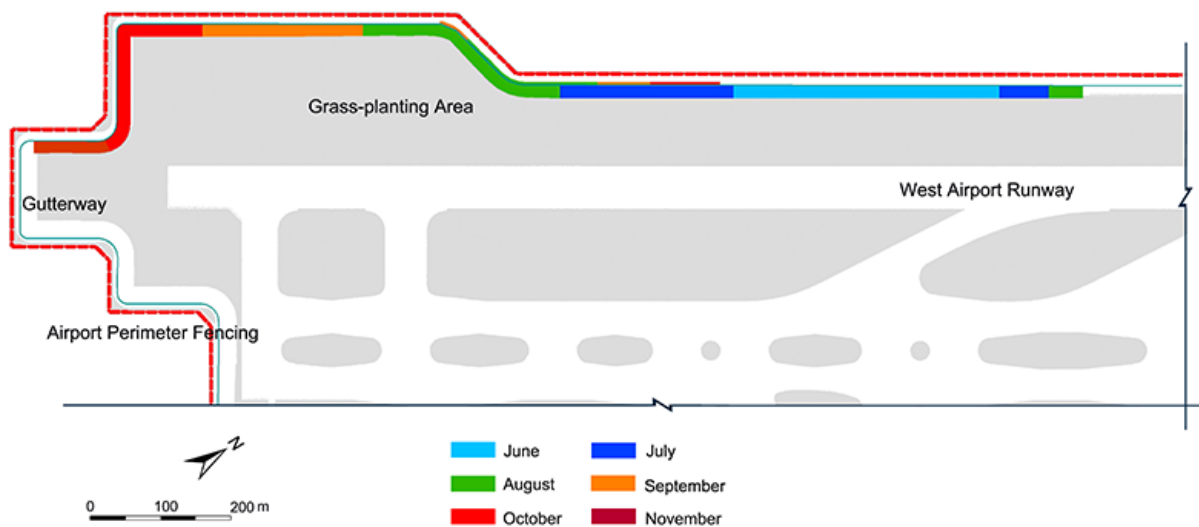 Grass-planting Area
West Airport Runway
Gutterway
Airport Perimeter Fencing
N
0 100 200 m
June
July
August
September
October
November